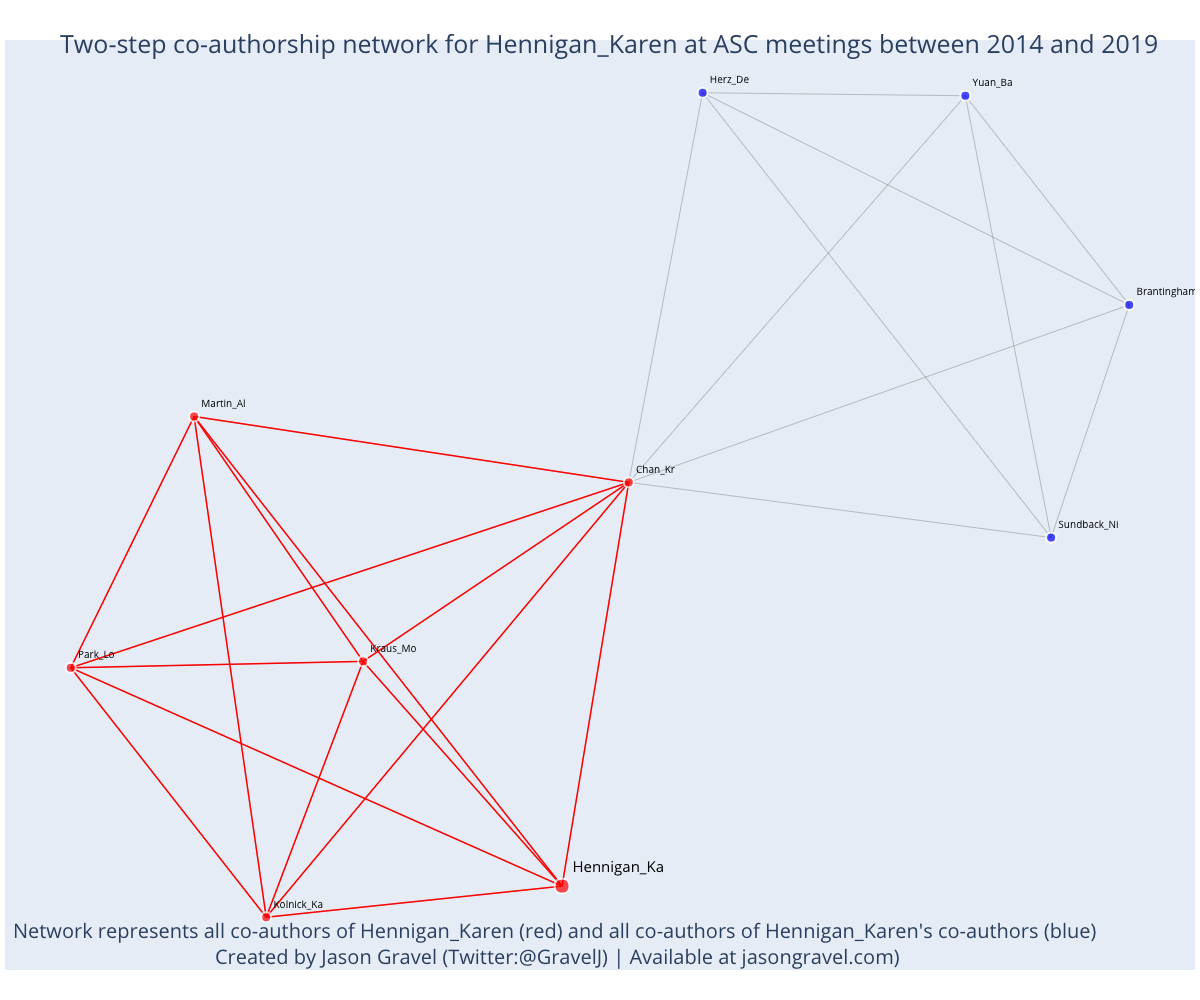 Two-step co-authorship network for Hennigan_Karen at ASC meetings between 2014 and 2019
Herz_De
Yuan_Ba
Brantingham
Martin_Al
Chan_Kr
Sundback_Ni
Park_Lo
Kraus_Mo
Hennigan_Ka
Kolnick_Ka
Network represents all co-authors of Hennigan_Karen (red) and all co-authors of Hennigan_Karen's co-authors (blue)
Created by Jason Gravel (Twitter:@GravelJ) | Available at jasongravel.com)